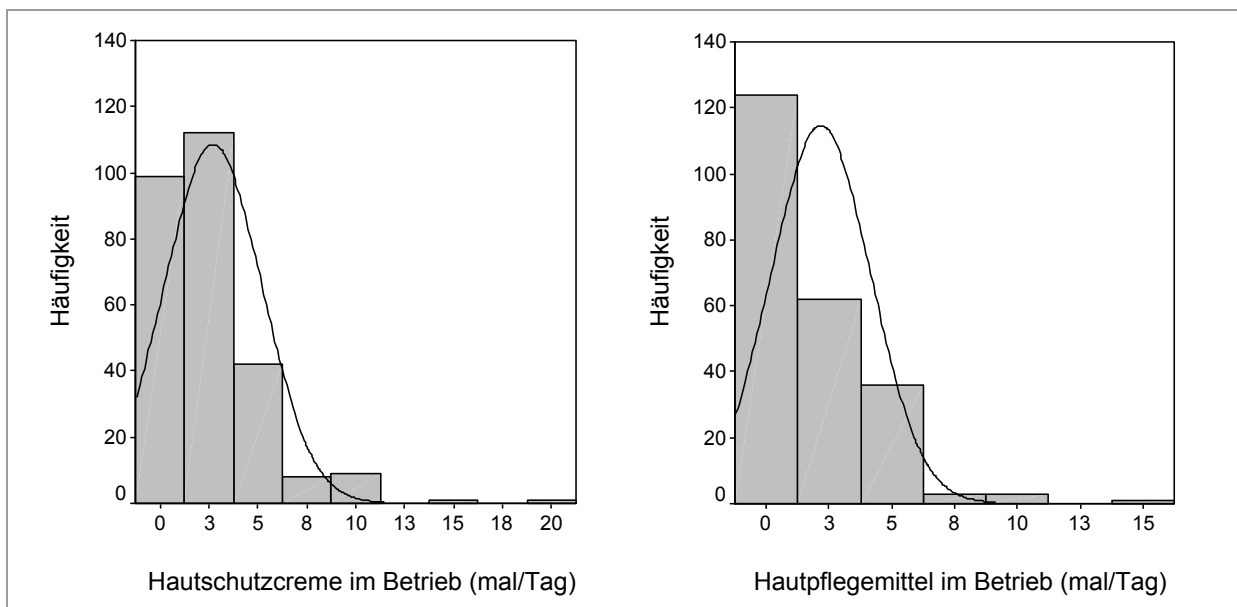 140
120
100
80
60
40
20
0
Häufigkeit
0 3 5 8 10 13 15 18 20
Hautschutzcreme im Betrieb (mal/Tag)
140
120
100
80
60
40
20
0
Häufigkeit
0 3 5 8 10 13 15
Hautpflegemittel im Betrieb (mal/Tag)